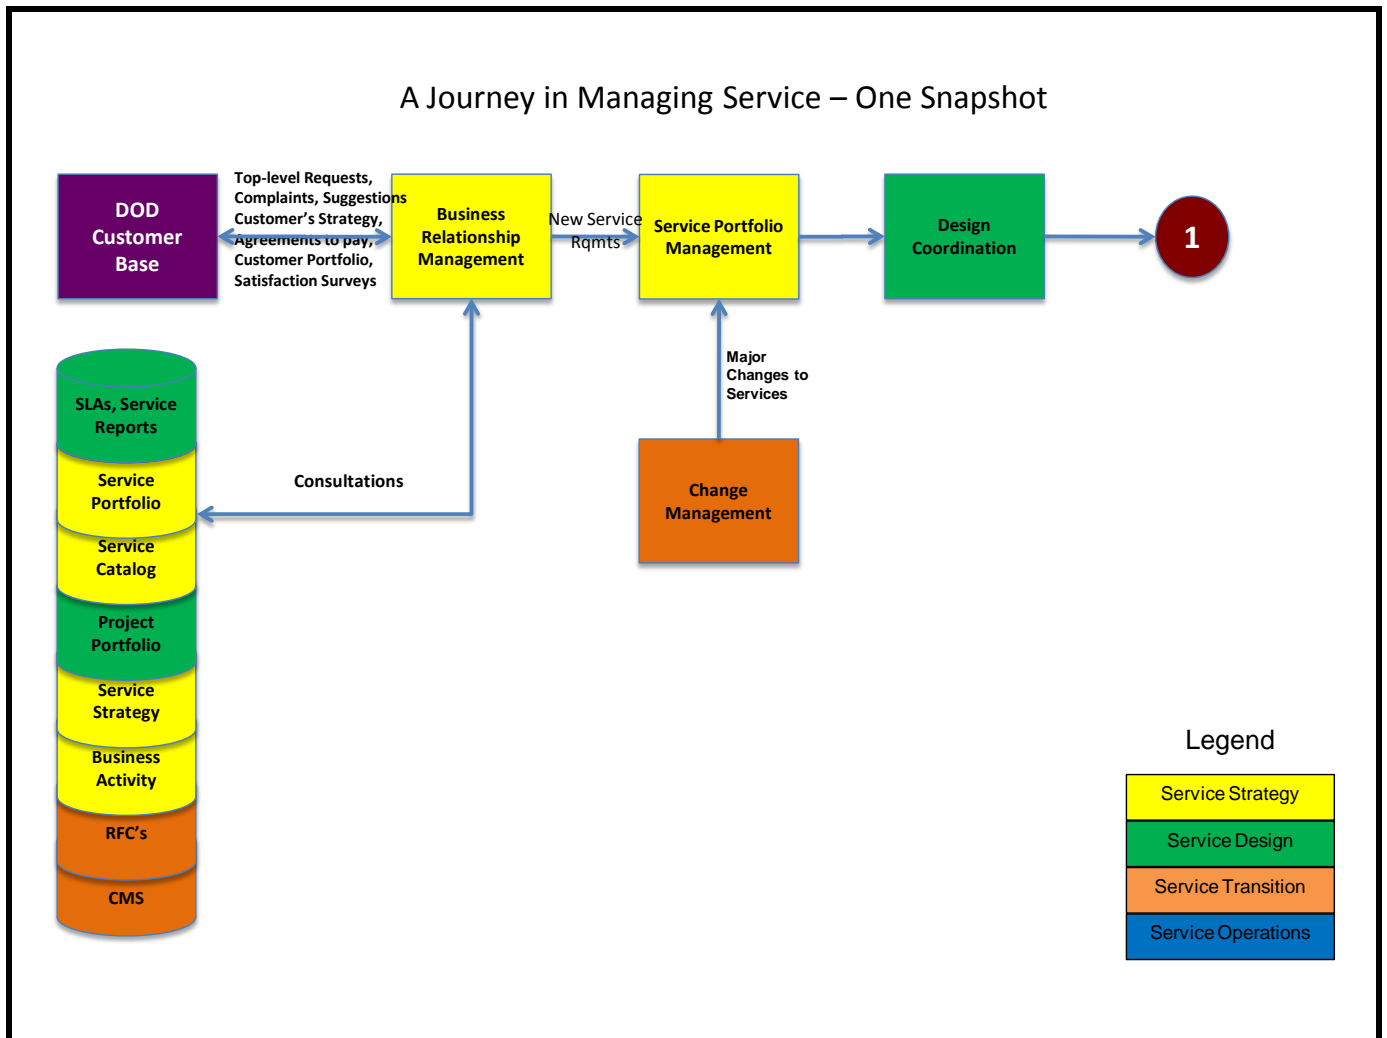 A Journey in Managing Service – One Snapshot
DOD
Customer
Base
Top-level Requests,
Complaints, Suggestions
Customer's Strategy,
Agreements to pay,
Customer Portfolio,
Satisfaction Surveys
Business
Relationship
Management
New Service
Rqmts
Service Portfolio
Management
Design
Coordination
1
Major
Changes to
Services
Change
Management
Consultations
SLAs, Service
Reports
Service
Portfolio
Service
Catalog
Project
Portfolio
Service
Strategy
Business
Activity
RFC's
CMS
Legend
Service Strategy
Service Design
Service Transition
Service Operations